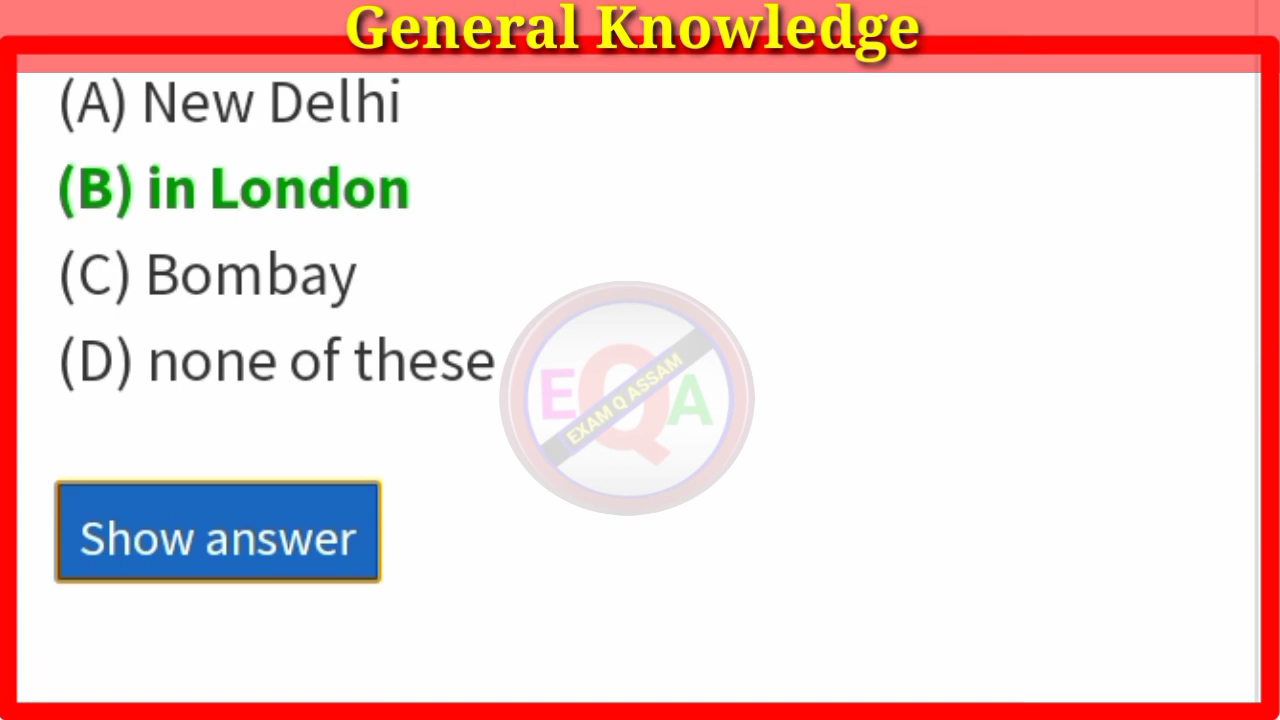 General Knowledge
(A) New Delhi
(B) in London
(C) Bombay
(D) none of these
EQA
EXAM Q ASSAM
Show answer